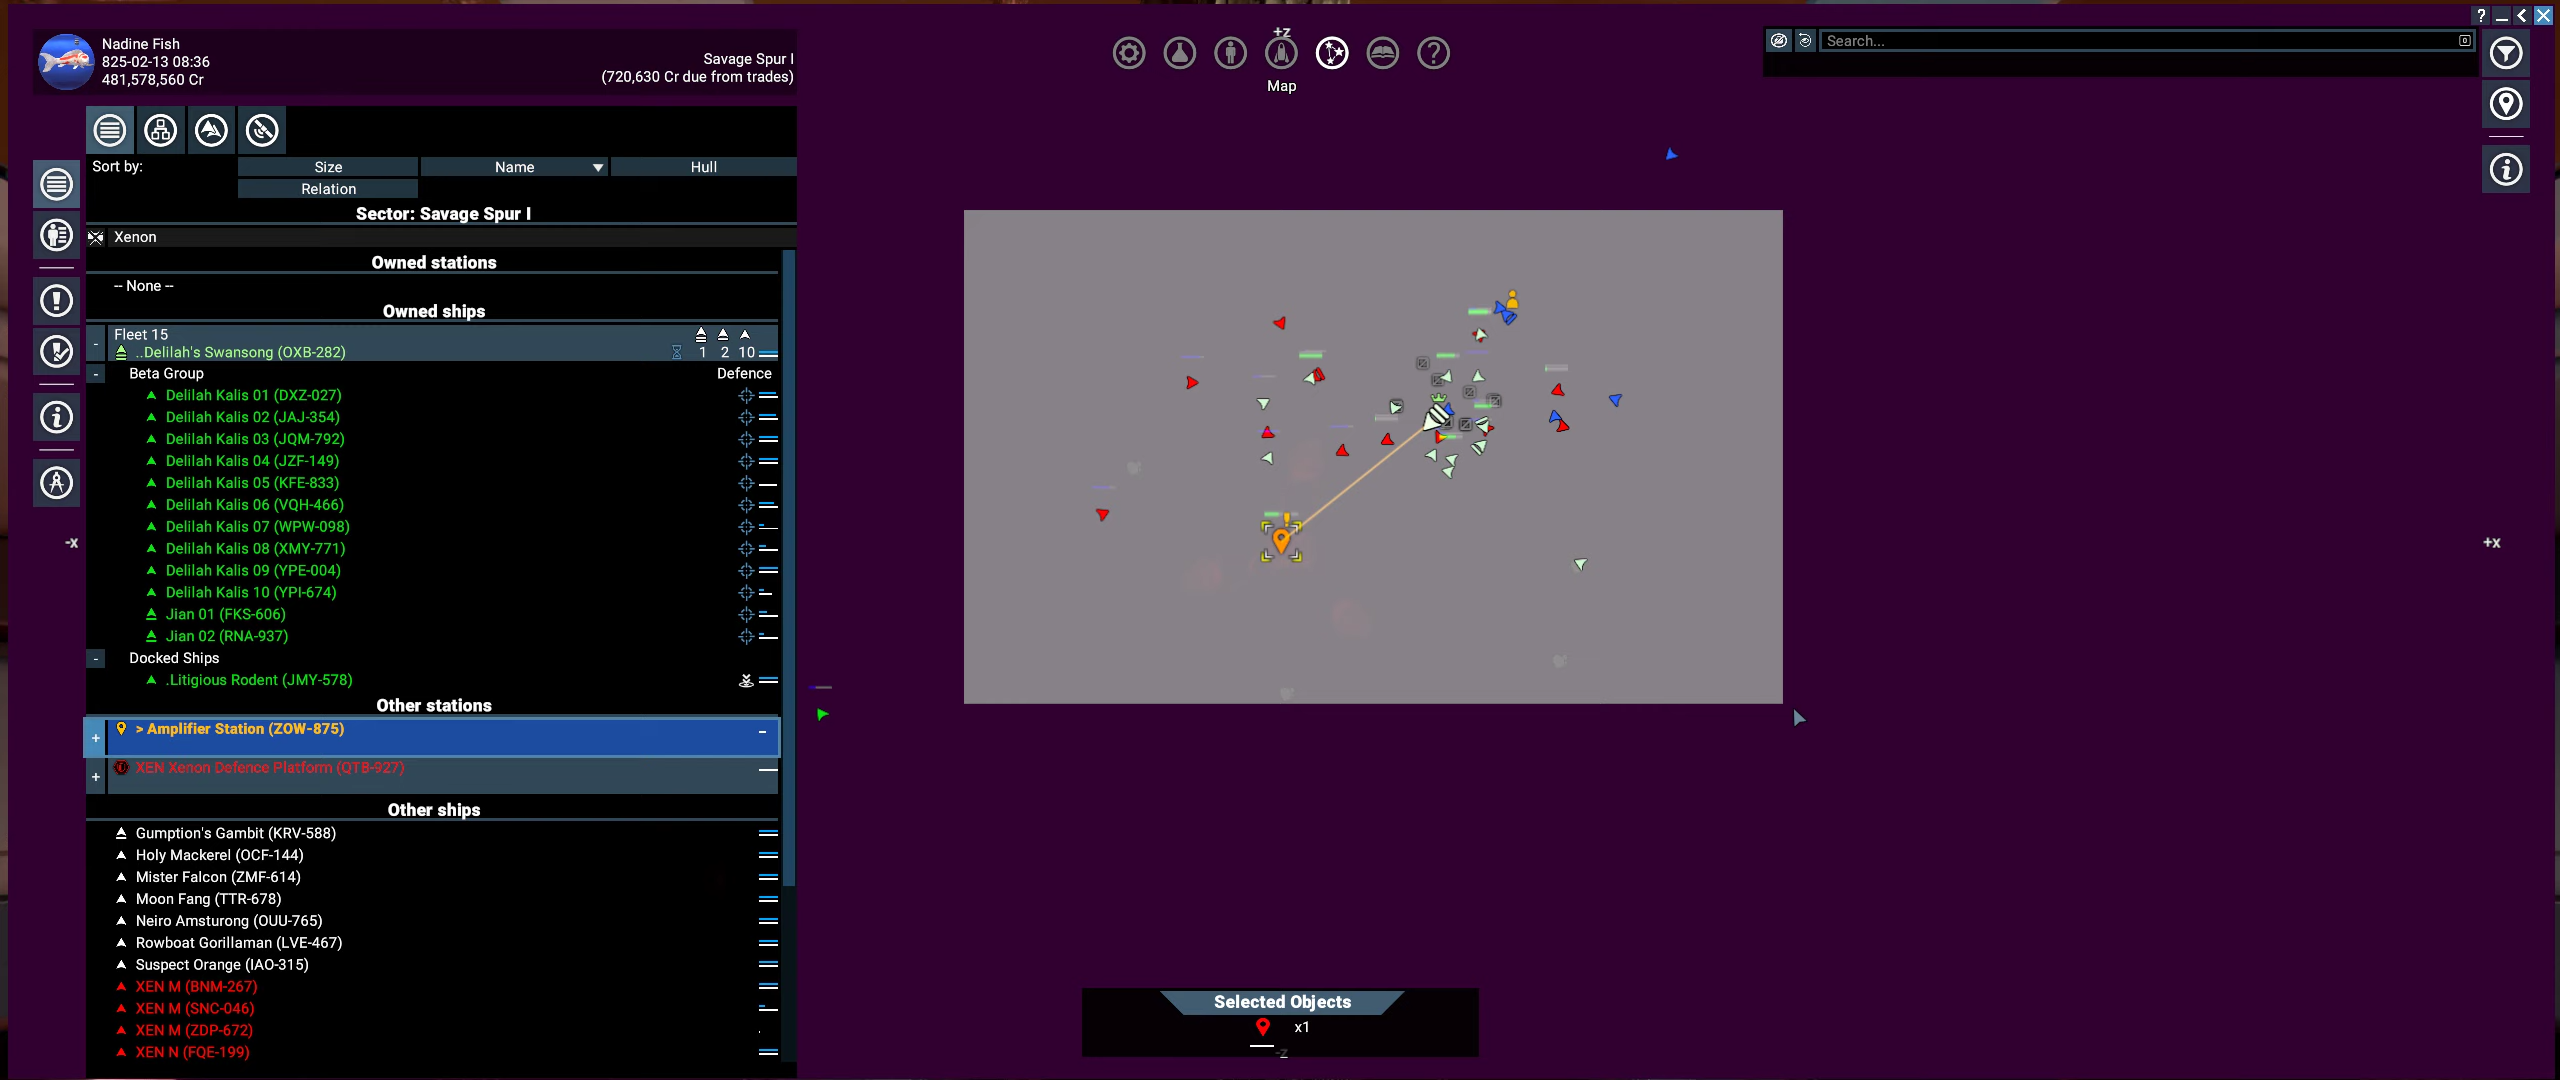 Nadine Fish
825-02-13 08:36
481,578,560 Cr
Savage Spur I
(720,630 Cr due from trades)
+Z
Map
?
Search...
Sort by:
Size
Name
Hull
Relation
Sector: Savage Spur I
Xenon
Owned stations
-- None --
Owned ships
Fleet 15
..Delilah's Swansong (OXB-282) 1 2 10
Beta Group Defence
Delilah Kalis 01 (DXZ-027)
Delilah Kalis 02 (JAJ-354)
Delilah Kalis 03 (JQM-792)
Delilah Kalis 04 (JZF-149)
Delilah Kalis 05 (KFE-833)
Delilah Kalis 06 (VQH-466)
Delilah Kalis 07 (WPW-098)
Delilah Kalis 08 (XMY-771)
Delilah Kalis 09 (YPE-004)
Delilah Kalis 10 (YPI-674)
Jian 01 (FKS-606)
Jian 02 (RNA-937)
Docked Ships
.Litigious Rodent (JMY-578)
Other stations
> Amplifier Station (ZOW-875)
XEN Xenon Defence Platform (QTB-927)
Other ships
Gumption's Gambit (KRV-588)
Holy Mackerel (OCF-144)
Mister Falcon (ZMF-614)
Moon Fang (TTR-678)
Neiro Amsturong (OUU-765)
Rowboat Gorillaman (LVE-467)
Suspect Orange (IAO-315)
XEN M (BNM-267)
XEN M (SNC-046)
XEN M (ZDP-672)
XEN N (FQE-199)
-X
+X
Selected Objects
x1
-Z